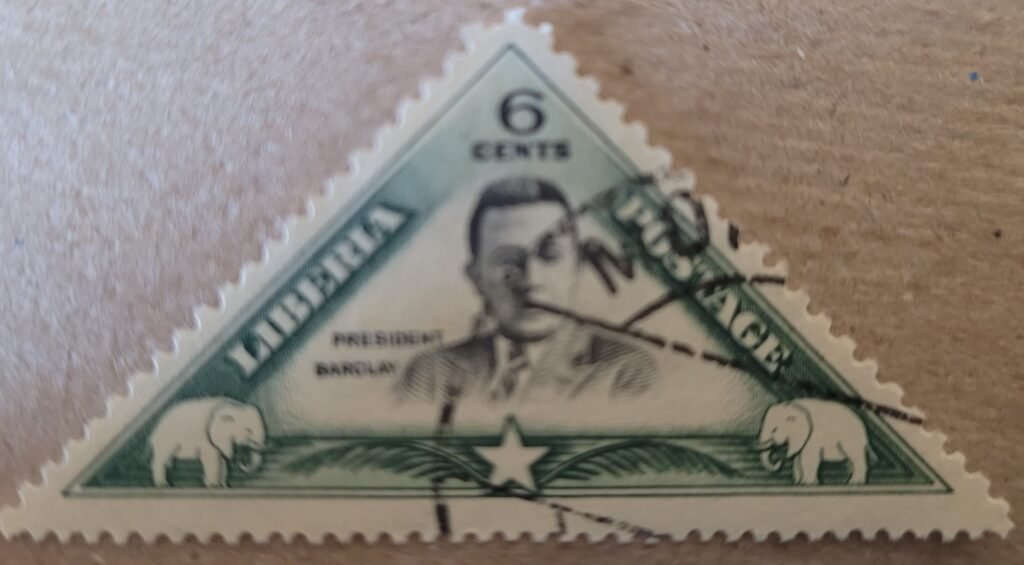 6
CENTS
LIBERIA
POSTAGE
PRESIDENT
BARCLAY